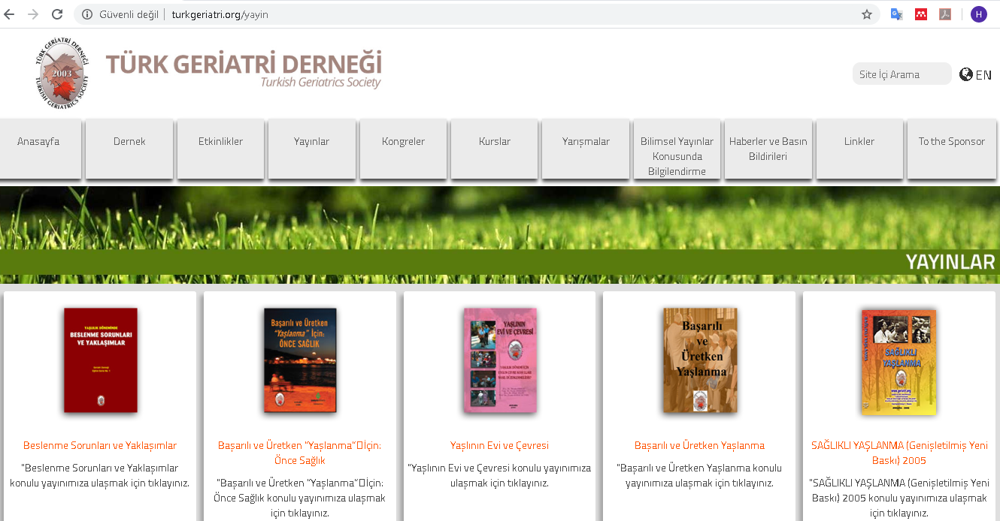 Güvenli değil
turkgeriatri.org/yayin
H
TÜRK GERİATRİ DERNEĞİ
2003
TURKISH GERIATRICS SOCIETY
TÜRK GERİATRİ DERNEĞİ
Turkish Geriatrics Society
Site İçi Arama
EN
Anasayfa
Dernek
Etkinlikler
Yayınlar
Kongreler
Kurslar
Yarışmalar
Bilimsel Yayınlar
Konusunda
Bilgilendirme
Haberler ve Basın
Bildirileri
Linkler
To the Sponsor
YAYINLAR
YAŞLILIK DÖNEMİNDE
BESLENME SORUNLARI
VE YAKLAŞIMLAR
Beslenme Sorunları ve Yaklaşımlar
"Beslenme Sorunları ve Yaklaşımlar
konulu yayınımıza ulaşmak için tıklayınız.
Başarılı ve Üretken
"Yaşlanma" İçin:
ÖNCE SAĞLIK
Başarılı ve Üretken "Yaşlanma"İçin:
Önce Sağlık
"Başarılı ve Üretken "Yaşlanma"İçin:
Önce Sağlık konulu yayınımıza ulaşmak
için tıklayınız.
YAŞLININ
EVİ VE ÇEVRESİ
Yaşlının Evi ve Çevresi
"Yaşlının Evi ve Çevresi konulu yayınımıza
ulaşmak için tıklayınız.
Başarılı
ve
Üretken
Yaşlanma
Başarılı ve Üretken Yaşlanma
"Başarılı ve Üretken Yaşlanma konulu
yayınımıza ulaşmak için tıklayınız.
SAĞLIKLI
YAŞLANMA
www.geriatri.org
SAĞLIKLI YAŞLANMA (Genişletilmiş Yeni
Baskı) 2005
"SAĞLIKLI YAŞLANMA (Genişletilmiş Yeni
Baskı) 2005 konulu yayınımıza ulaşmak
için tıklayınız.